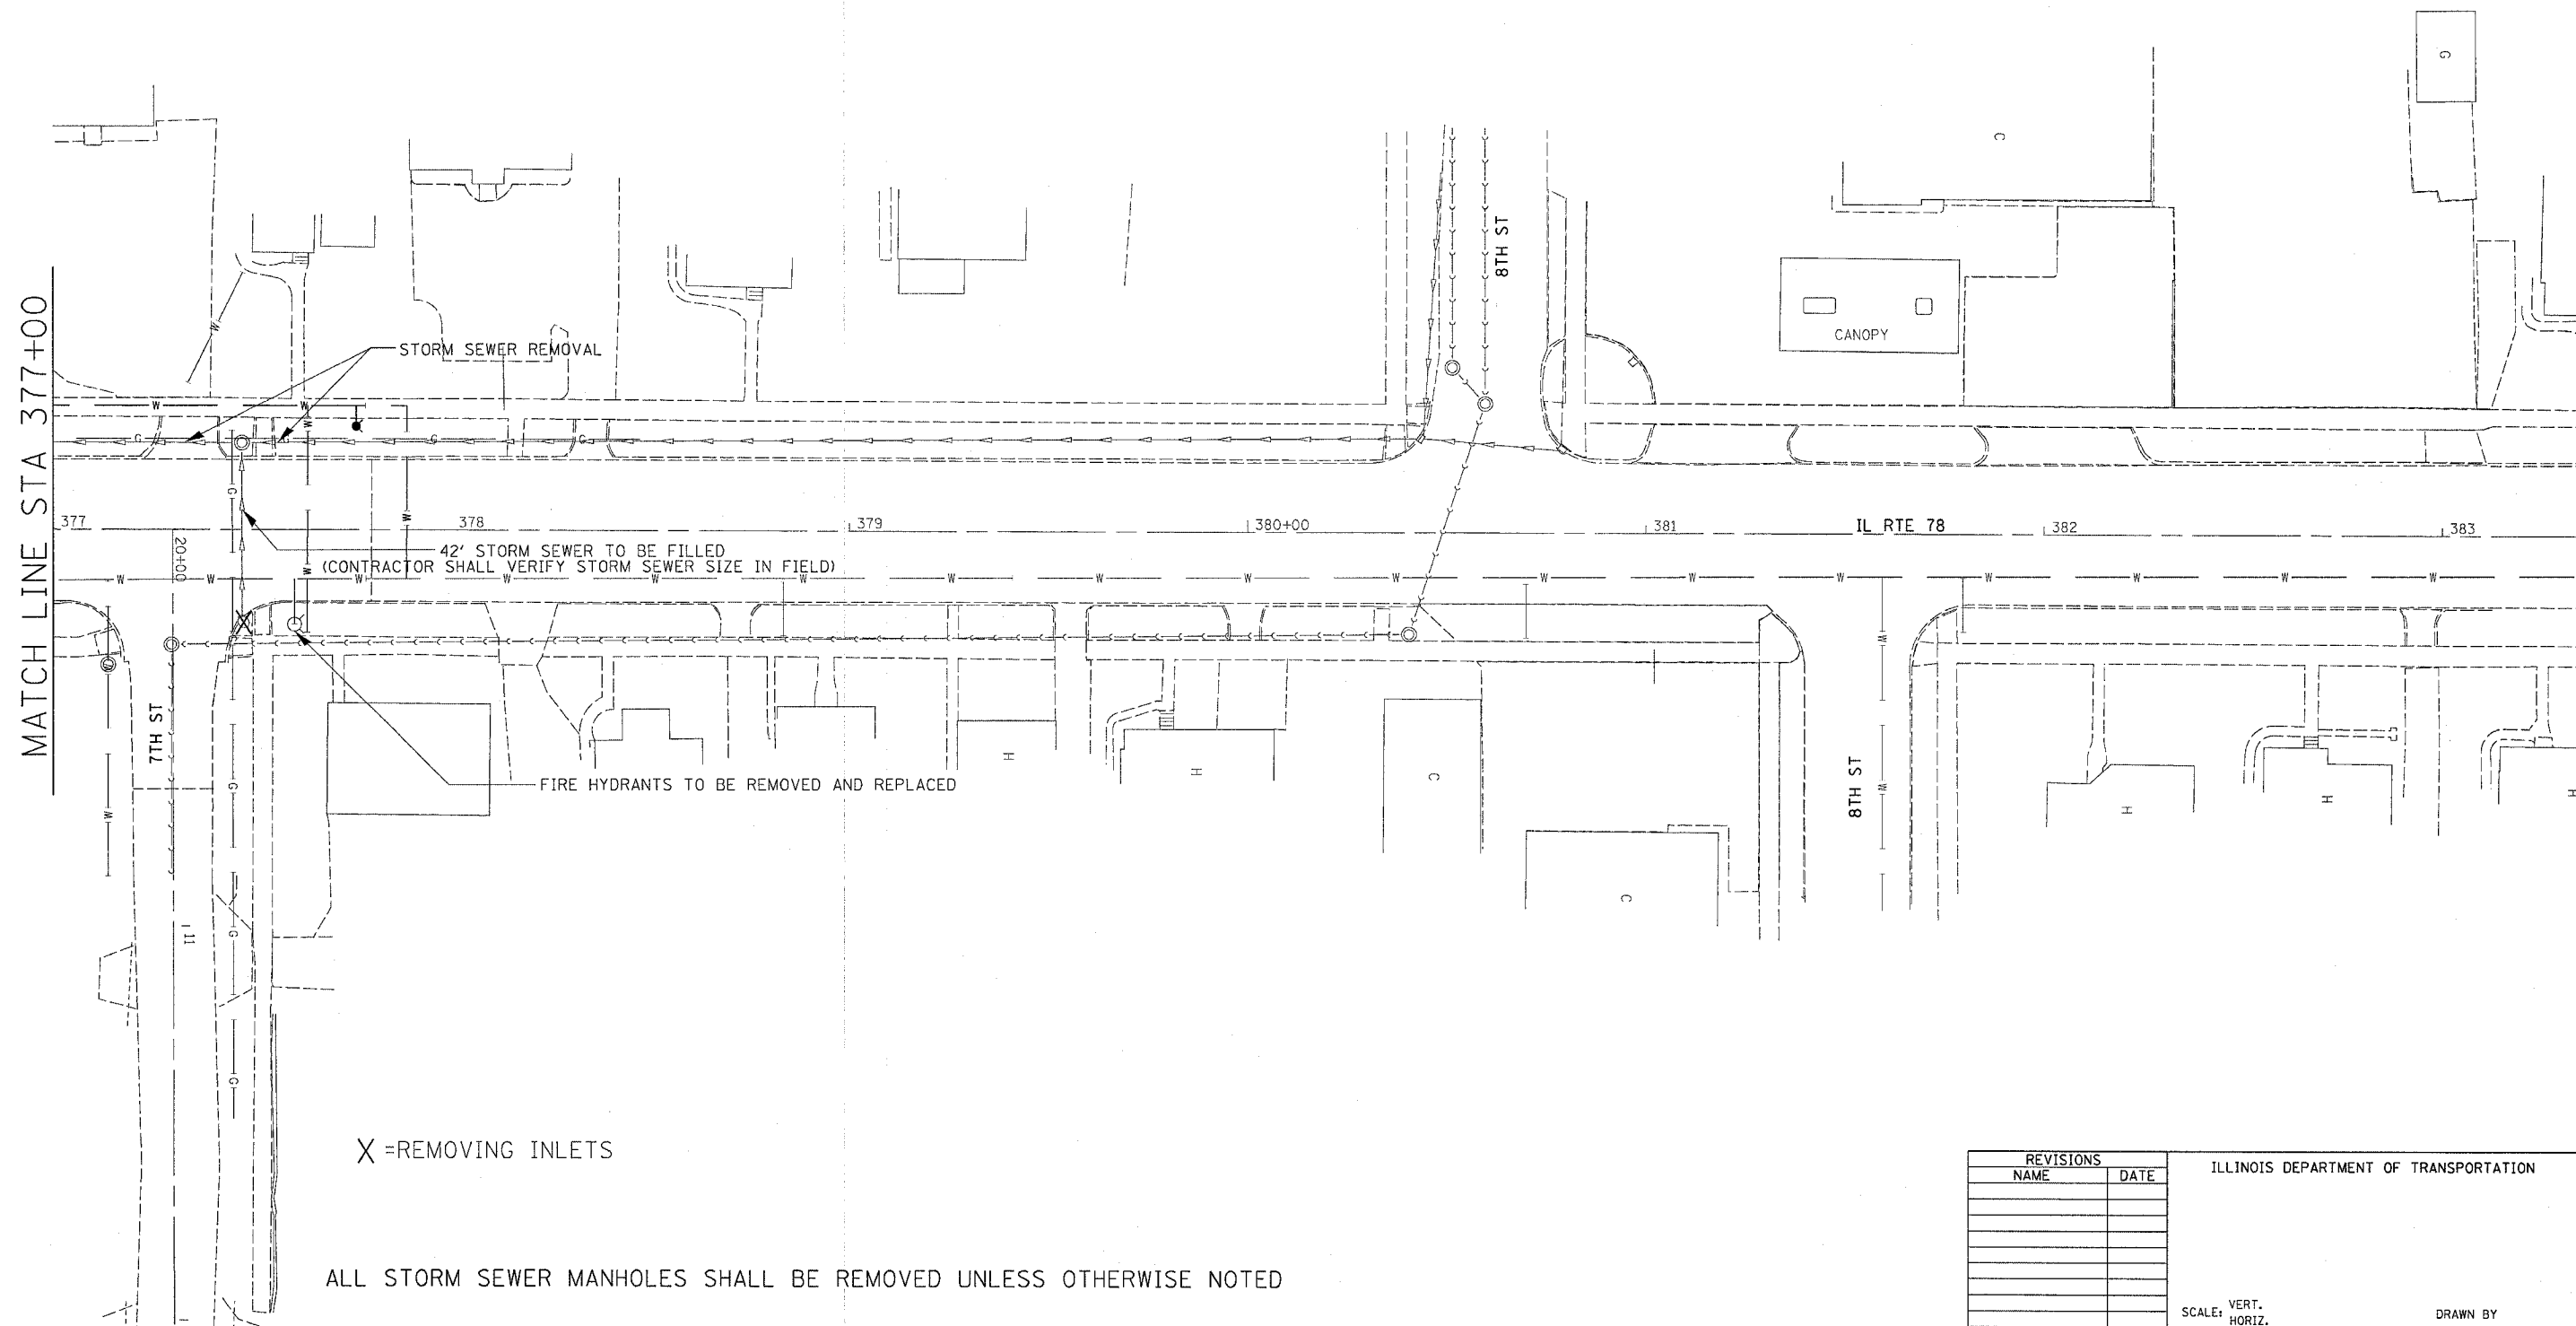 G
C
8TH ST
CANOPY
MATCH LINE STA 377+00
STORM SEWER REMOVAL
W
W
W
W
W
G
G
G
G
W
377
378
379
380+00
381
IL RTE 78
382
383
20+00
42' STORM SEWER TO BE FILLED
(CONTRACTOR SHALL VERIFY STORM SEWER SIZE IN FIELD)
W W W W W W W W W W W W W W W W
7TH ST
W
W
G
G
G
G
H
H
C
C
8TH ST
W
W
H
H
H
FIRE HYDRANTS TO BE REMOVED AND REPLACED
11
X =REMOVING INLETS
ALL STORM SEWER MANHOLES SHALL BE REMOVED UNLESS OTHERWISE NOTED
REVISIONS
NAME DATE
ILLINOIS DEPARTMENT OF TRANSPORTATION
SCALE: VERT.
HORIZ.
DRAWN BY